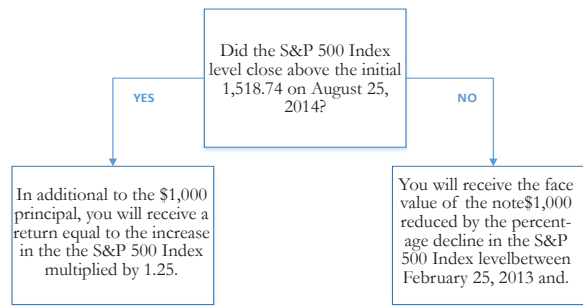 Did the S&P 500 Index
level close above the initial
1,518.74 on August 25,
2014?
YES
NO
In additional to the $1,000
principal, you will receive a
return equal to the increase
in the the S&P 500 Index
multiplied by 1.25.
You will receive the face
value of the note$1,000
reduced by the percent-
age decline in the S&P
500 Index levelbetween
February 25, 2013 and.